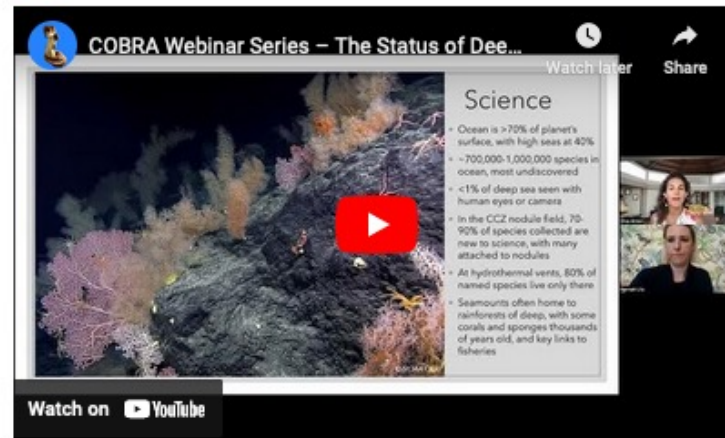 COBRA Webinar Series – The Status of Dee...
Watch later
Share
Science
Ocean is >70% of planet's
surface, with high seas at 40%
~700,000-1,000,000 species in
ocean, most undiscovered
<1% of deep sea seen with
human eyes or camera
In the CCZ nodule field, 70-
90% of species collected are
new to science, with many
attached to nodules
At hydrothermal vents, 80% of
named species live only there
Seamounts often home to
rainforests of deep, with some
corals and sponges thousands
of years old, and key links to
fisheries
Watch on YouTube